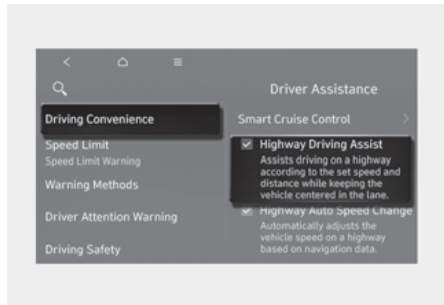 Driver Assistance
Driving Convenience
Speed Limit
Speed Limit Warning
Warning Methods
Driver Attention Warning
Driving Safety
Smart Cruise Control
Highway Driving Assist
Assists driving on a highway
according to the set speed and
distance while keeping the
vehicle centered in the lane.
Highway Auto Speed Change
Automatically adjusts the
vehicle speed on a highway
based on navigation data.